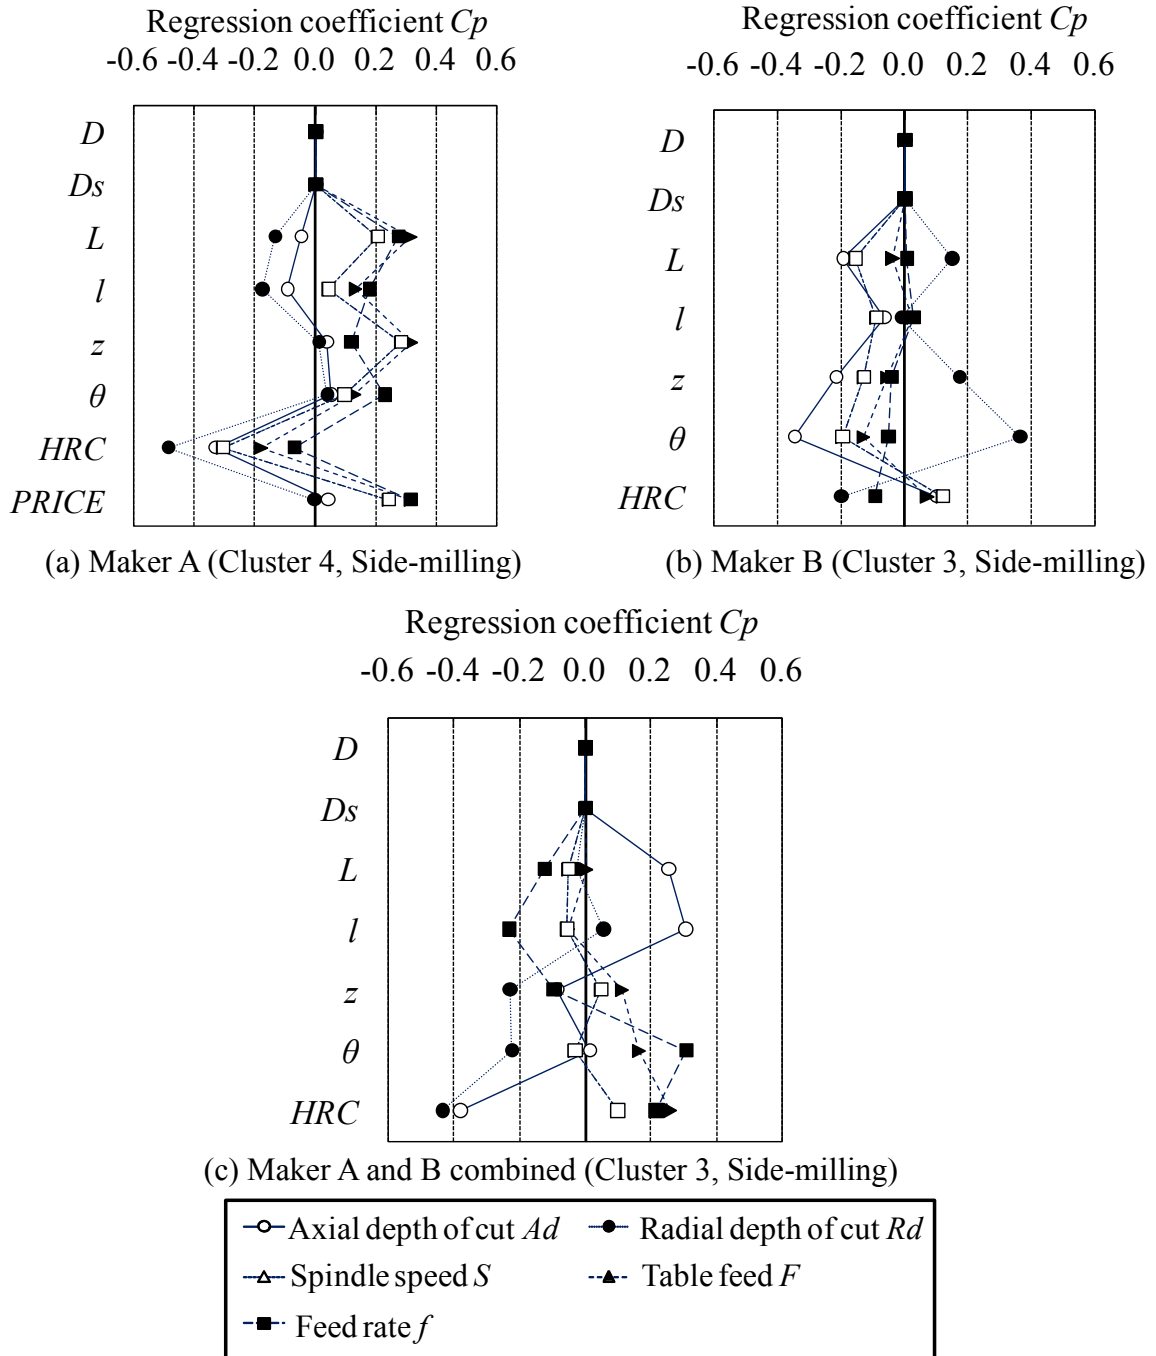 Regression coefficient Cp
-0.6 -0.4 -0.2 0.0 0.2 0.4 0.6
D
Ds
L
l
z
θ
HRC
PRICE
(a) Maker A (Cluster 4, Side-milling)
Regression coefficient Cp
-0.6 -0.4 -0.2 0.0 0.2 0.4 0.6
D
Ds
L
l
z
θ
HRC
(b) Maker B (Cluster 3, Side-milling)
Regression coefficient Cp
-0.6 -0.4 -0.2 0.0 0.2 0.4 0.6
D
Ds
L
l
z
θ
HRC
(c) Maker A and B combined (Cluster 3, Side-milling)
Axial depth of cut Ad Radial depth of cut Rd
Spindle speed S Table feed F
Feed rate f